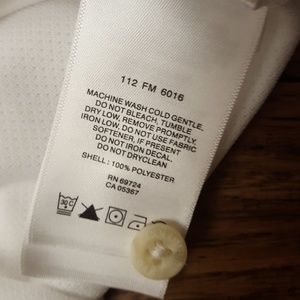 112 FM 6016
MACHINE WASH COLD GENTLE,
DO NOT BLEACH, TUMBLE
DRY LOW, REMOVE PROMPTLY,
IRON LOW. DO NOT USE FABRIC
SOFTENER. IF PRESENT
DO NOT IRON DECAL.
DO NOT DRYCLEAN
SHELL : 100% POLYESTER
RN 69724
CA 05367
30 C